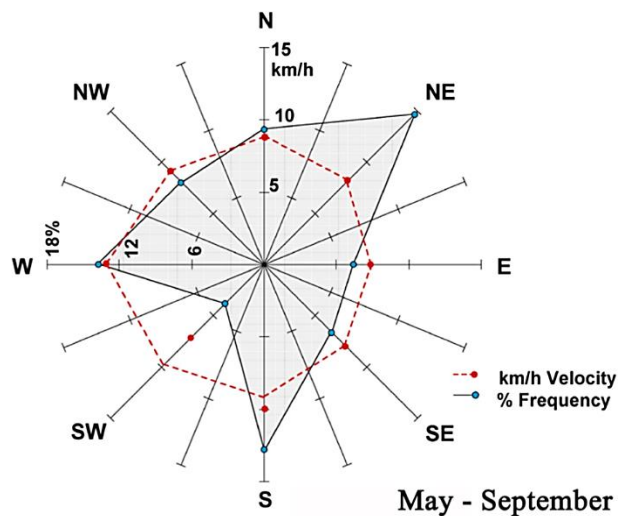 N
15
km/h
NW
NE
10
5
18%
12
6
W
E
km/h Velocity
% Frequency
SW
SE
S
May - September